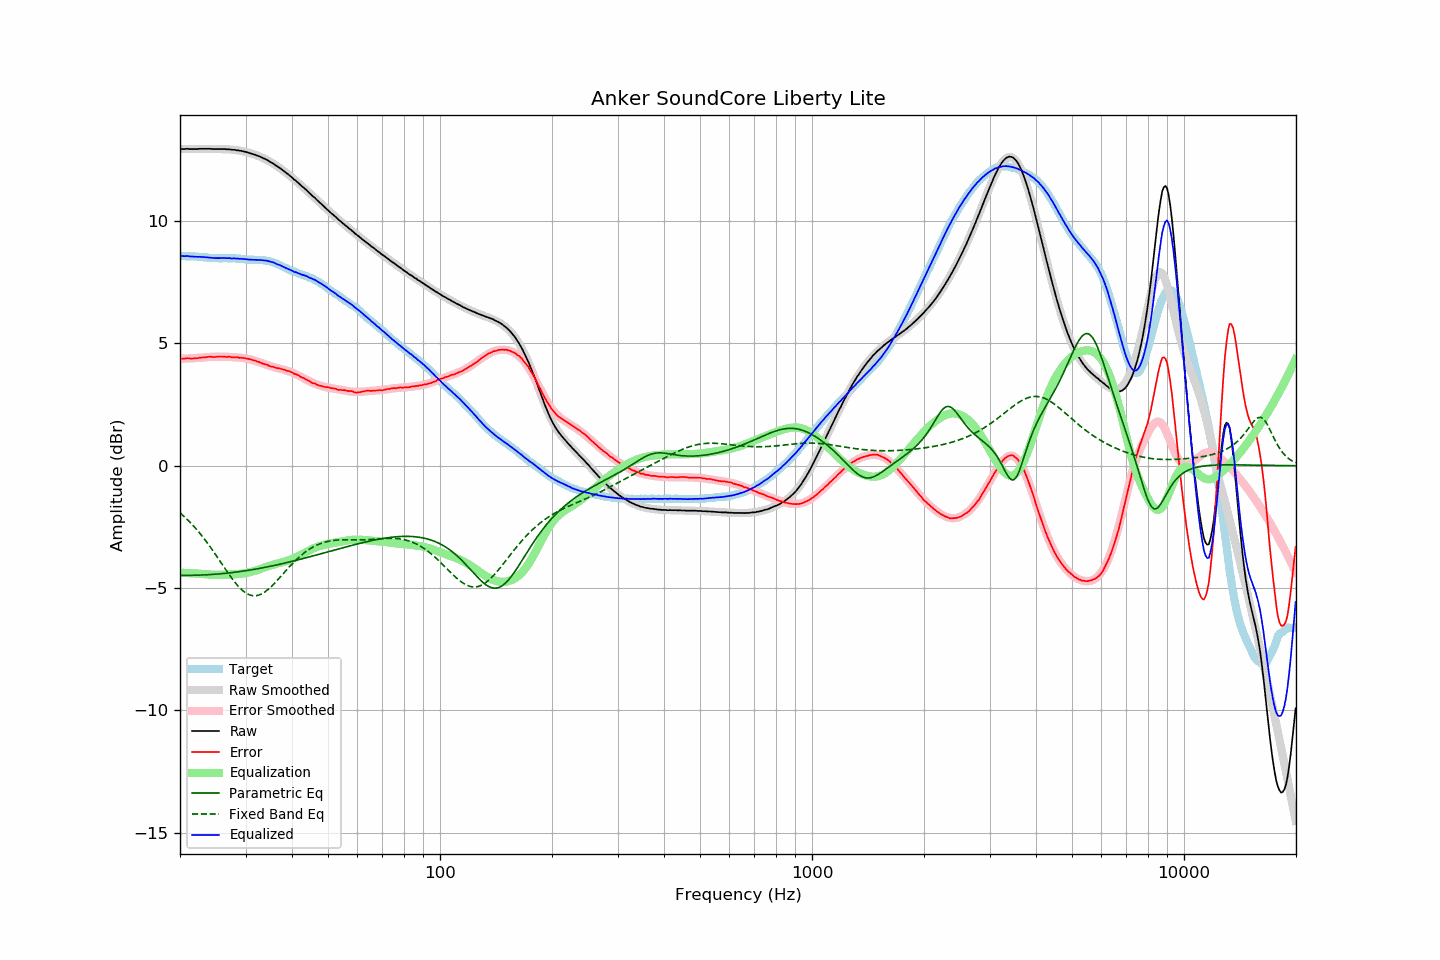 Anker SoundCore Liberty Lite
Amplitude (dBr)
10
5
0
−5
−10
−15
Target
Raw Smoothed
Error Smoothed
Raw
Error
Equalization
Parametric Eq
Fixed Band Eq
Equalized
100 1000 10000
Frequency (Hz)